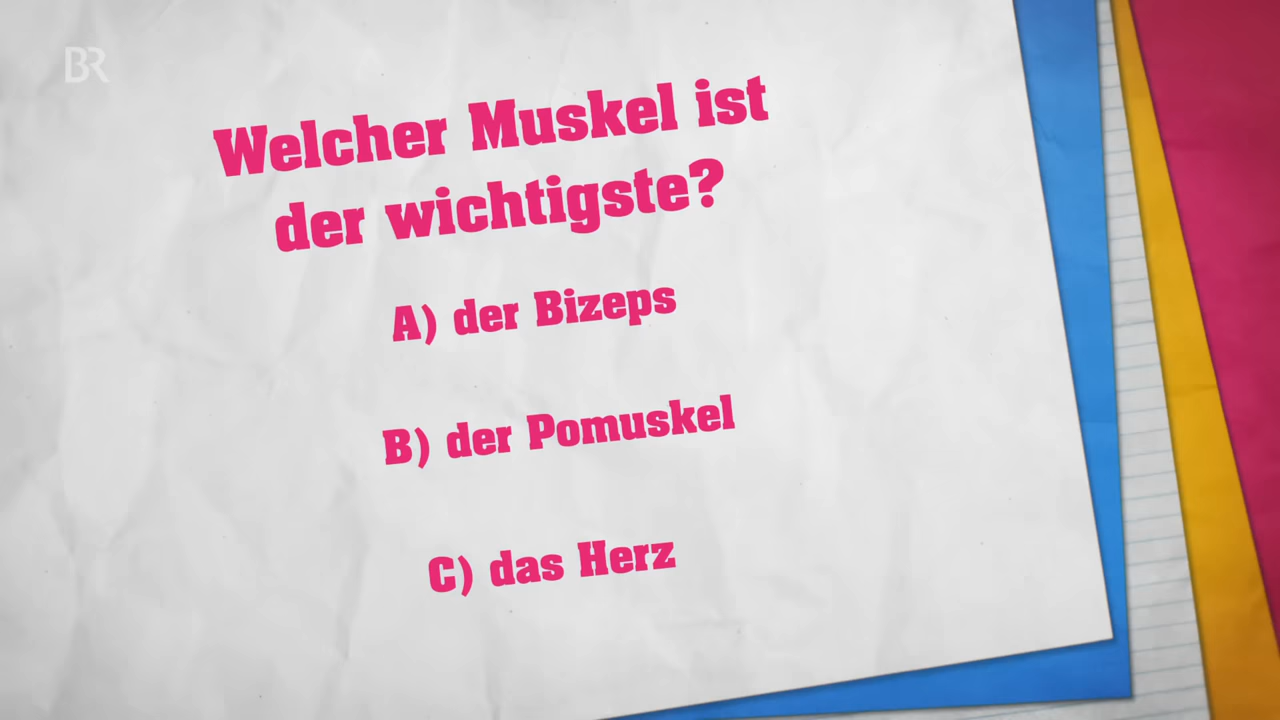 BR
Welcher Muskel ist
der wichtigste?
A) der Bizeps
B) der Pomuskel
C) das Herz